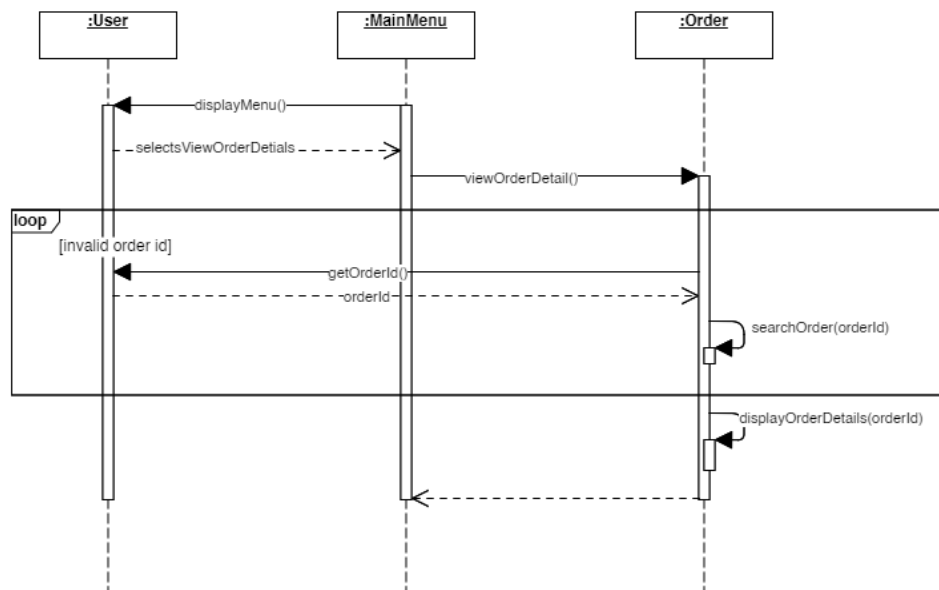 :User
:MainMenu
:Order
displayMenu()
selectsViewOrderDetials
viewOrderDetail()
loop
[invalid order id]
getOrderId()
orderId
searchOrder(orderId)
displayOrderDetails(orderId)